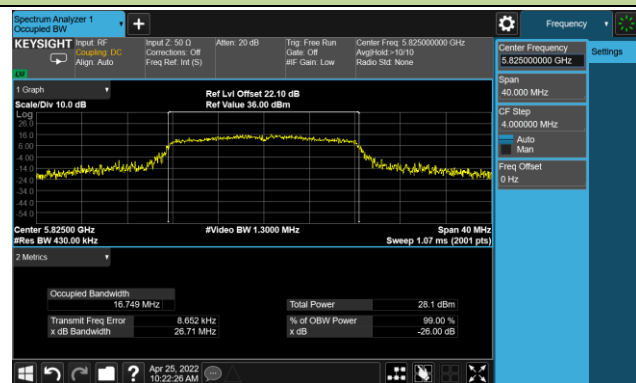 Spectrum Analyzer 1
Occupied BW
+
Frequency
KEYSIGHT
Input: RF
Coupling: DC
Align: Auto
Input Z: 50 Ω
Corrections: Off
Freq Ref: Int (S)
Atten: 20 dB
Trig: Free Run
Gate: Off
#IF Gain: Low
Center Freq: 5.825000000 GHz
Avg|Hold:>10/10
Radio Std: None
Center Frequency
5.825000000 GHz
Settings
Span
40.000 MHz
CF Step
4.000000 MHz
Auto
Man
Freq Offset
0 Hz
1 Graph
Scale/Div 10.0 dB
Ref Lvl Offset 22.10 dB
Ref Value 36.00 dBm
Log
26.0
16.0
6.00
-4.00
-14.0
-24.0
-34.0
-44.0
-54.0
Center 5.82500 GHz
#Video BW 1.3000 MHz
Span 40 MHz
#Res BW 430.00 kHz
Sweep 1.07 ms (2001 pts)
2 Metrics
Occupied Bandwidth
16.749 MHz
Total Power 28.1 dBm
Transmit Freq Error 8.652 kHz
% of OBW Power 99.00 %
x dB Bandwidth 26.71 MHz
x dB -26.00 dB
?
Apr 25, 2022
10:22:26 AM